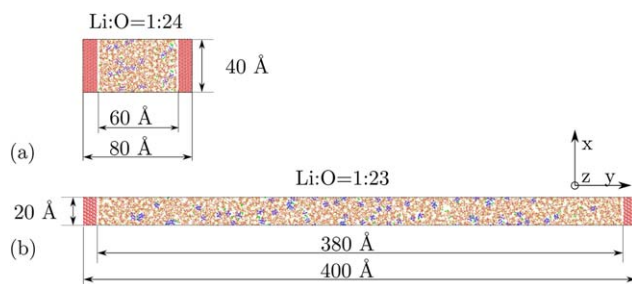 Li:O=1:24
40 Å
60 Å
(a)
80 Å
x
z y
Li:O=1:23
20 Å
(b)
380 Å
400 Å